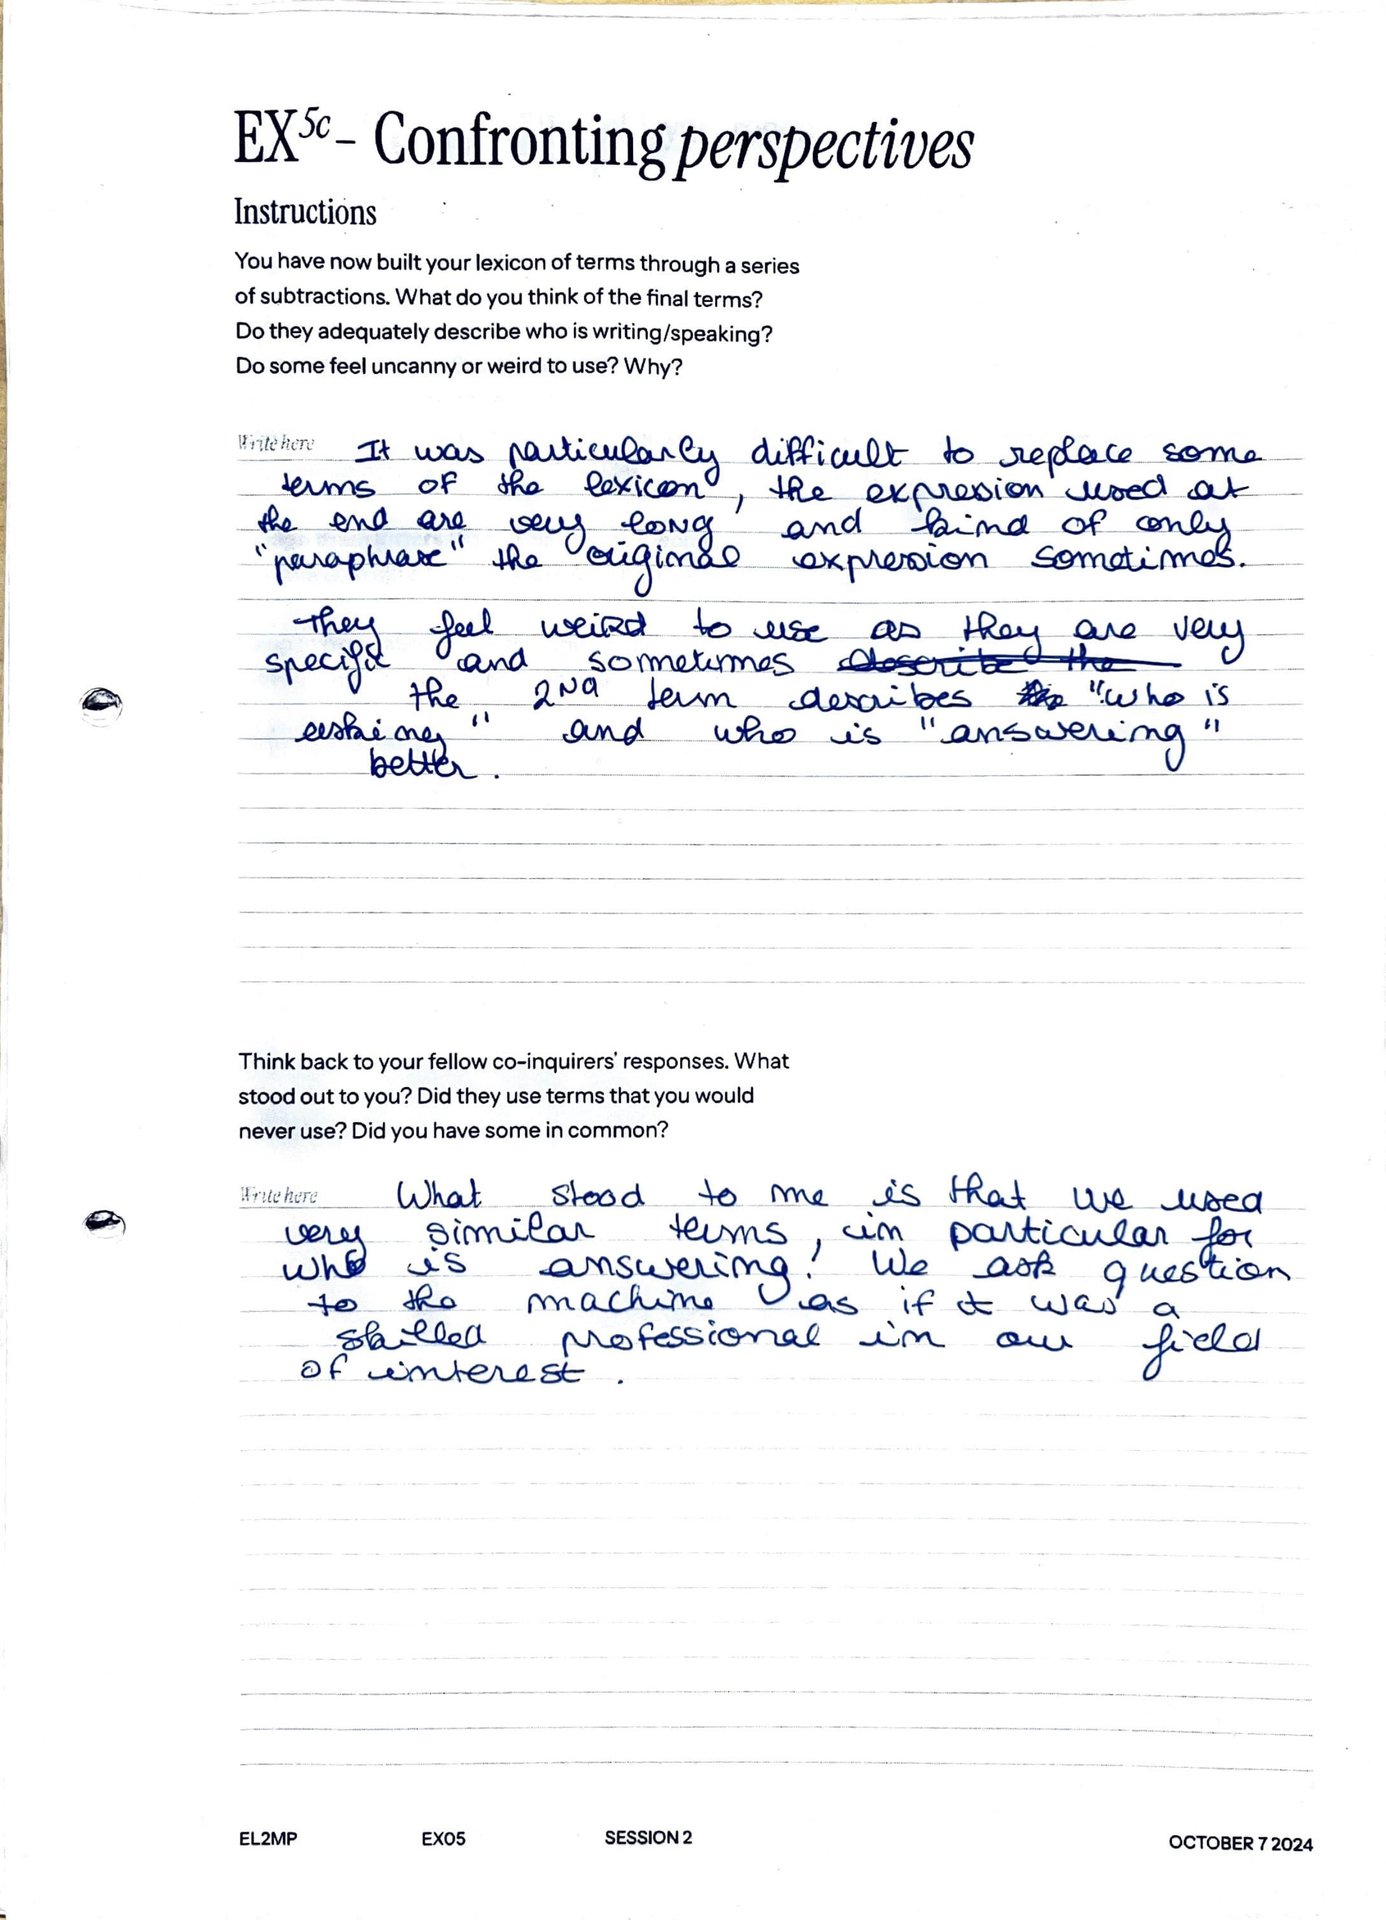 EX5c - Confronting perspectives
Instructions
You have now built your lexicon of terms through a series
of subtractions. What do you think of the final terms?
Do they adequately describe who is writing/speaking?
Do some feel uncanny or weird to use? Why?
Write here It was particularly difficult to replace some
terms of the lexicon, the expression used at
the end are very long and kind of only
"paraphrase" the original expression sometimes.
They feel weird to use as they are very
specific and sometimes describe the
the 2nd term describes "who is
asking" and who is "answering"
better.
Think back to your fellow co-inquirers' responses. What
stood out to you? Did they use terms that you would
never use? Did you have some in common?
Write here What stood to me is that we used
very similar terms, in particular for
who is answering! We ask question
to the machine as if it was a
skilled professional in our field
of interest.
EL2MP EX05 SESSION 2 OCTOBER 7 2024